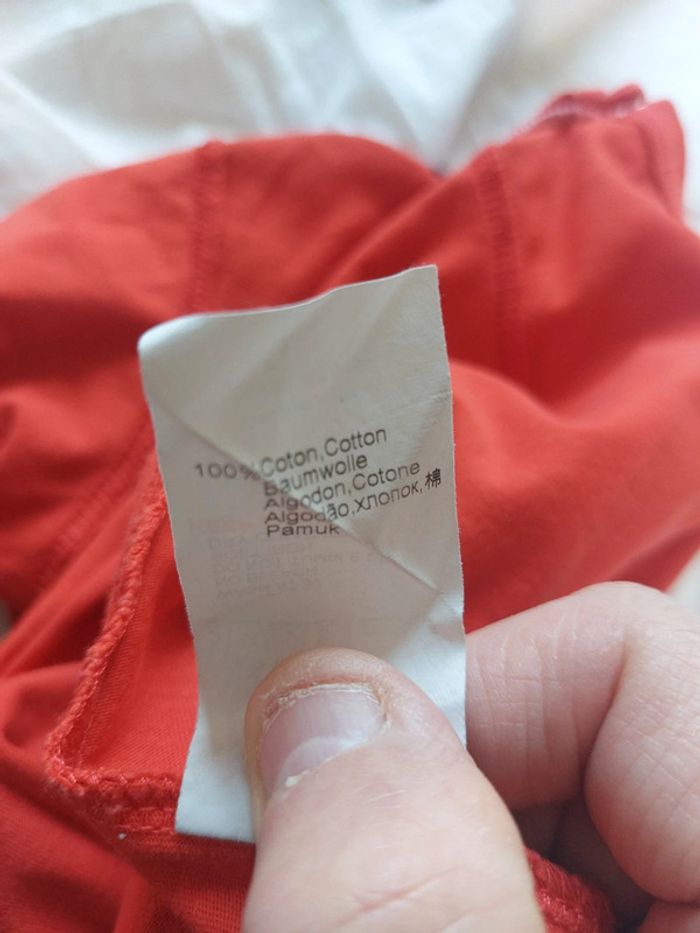 100% Coton,Cotton
Baumwolle
Algodon,Cotone
Algodão,Хлопок,棉
Pamuk